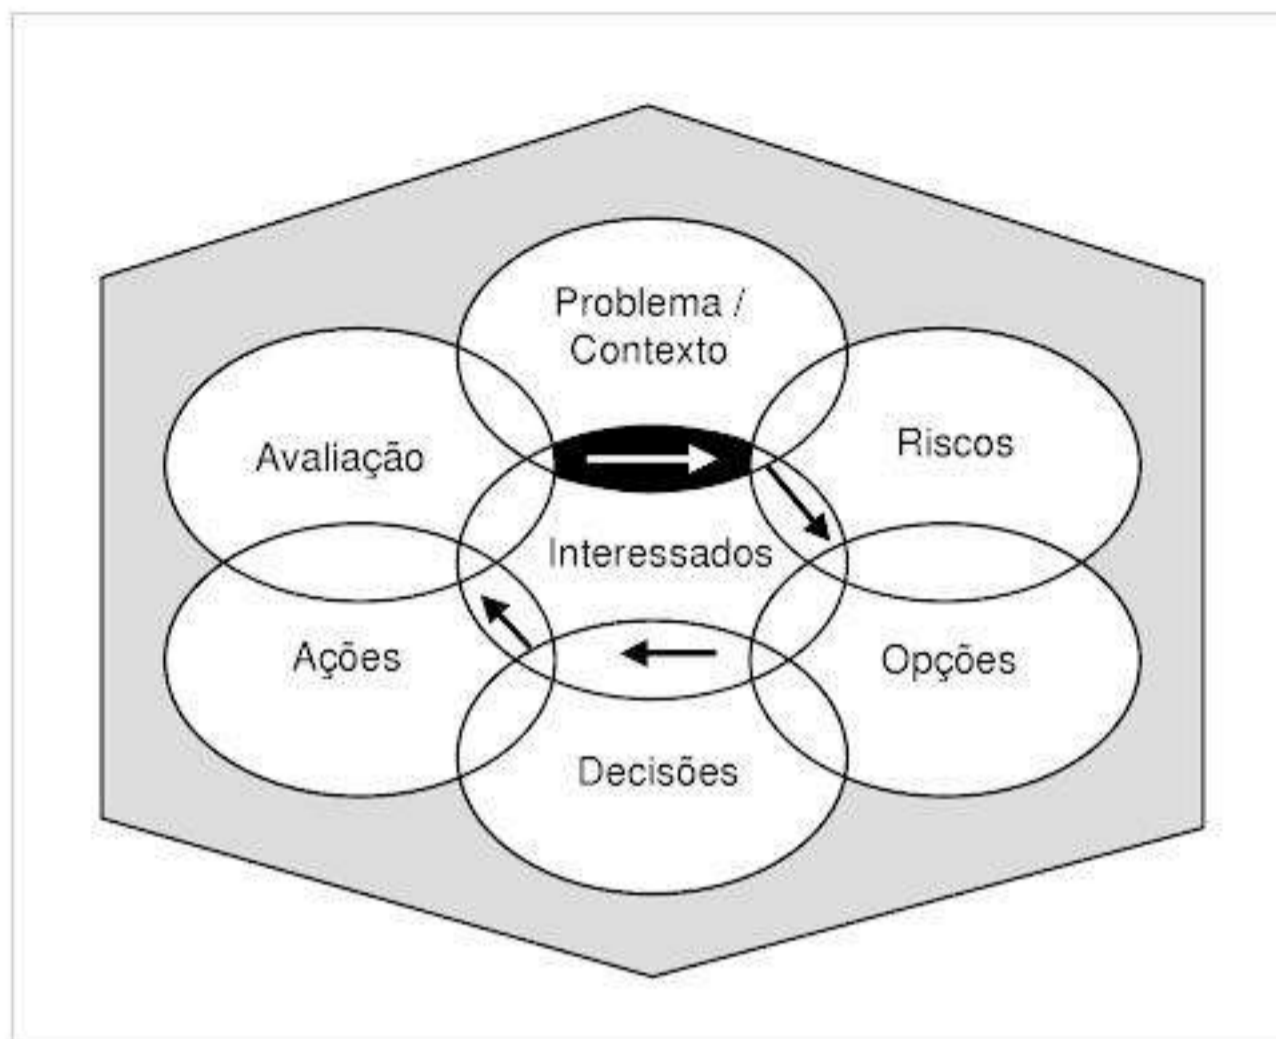 Problema /
Contexto
Riscos
Avaliação
Interessados
Ações
Opções
Decisões